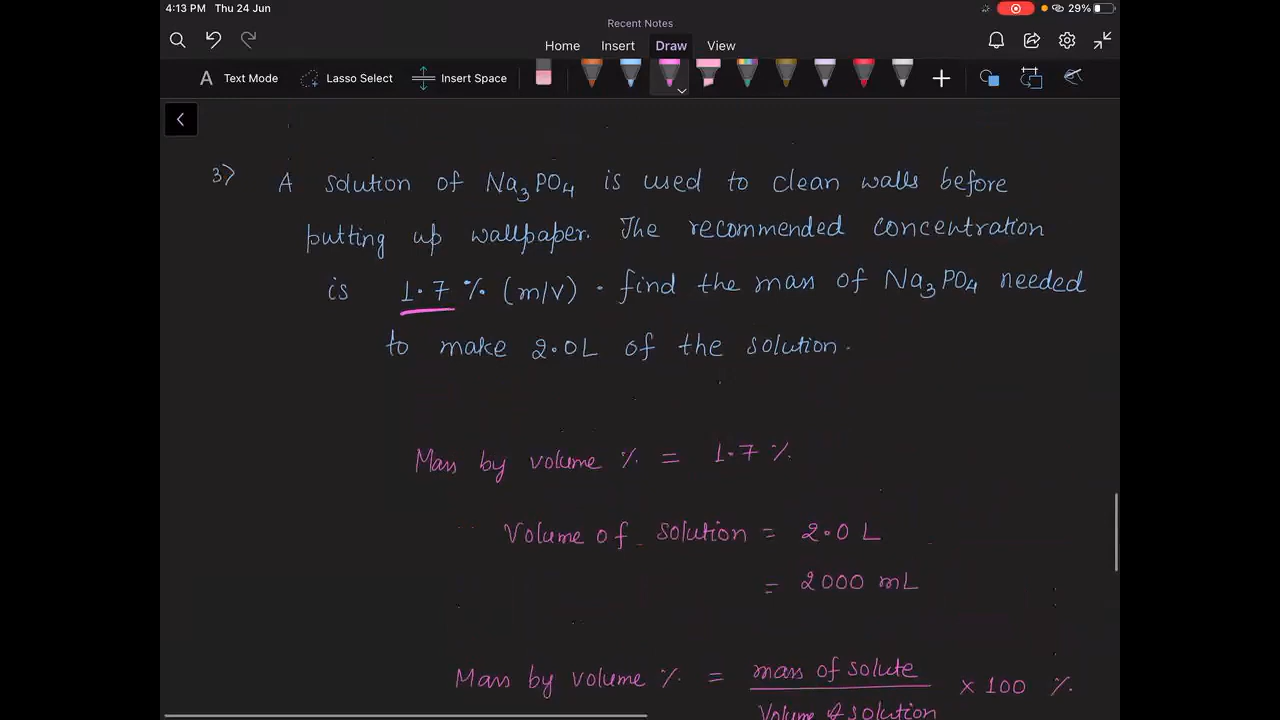 4:13 PM Thu 24 Jun
29%
Recent Notes
Home Insert Draw View
A Text Mode Lasso Select Insert Space
3) A solution of Na3PO4 is used to clean walls before
putting up wallpaper. The recommended concentration
is 1.7 % (m/v). find the mass of Na3PO4 needed
to make 2.0L of the solution.
Mass by volume % = 1.7 %
Volume of solution = 2.0 L
= 2000 mL
Mass by volume % = mass of solute × 100 %
Volume of solution